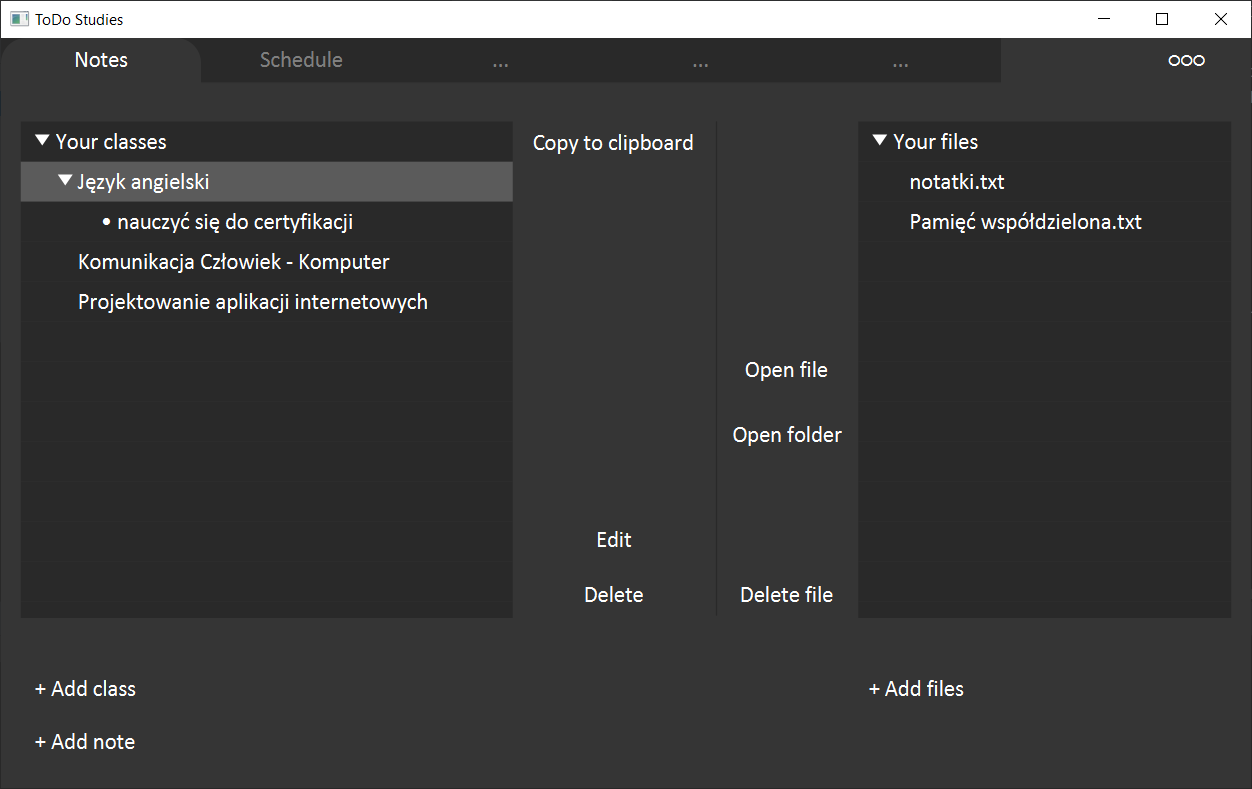 ToDo Studies
Notes
Schedule
...
...
...
Your classes
Język angielski
• nauczyć się do certyfikacji
Komunikacja Człowiek - Komputer
Projektowanie aplikacji internetowych
Copy to clipboard
Edit
Delete
Open file
Open folder
Delete file
Your files
notatki.txt
Pamięć współdzielona.txt
+ Add class
+ Add note
+ Add files